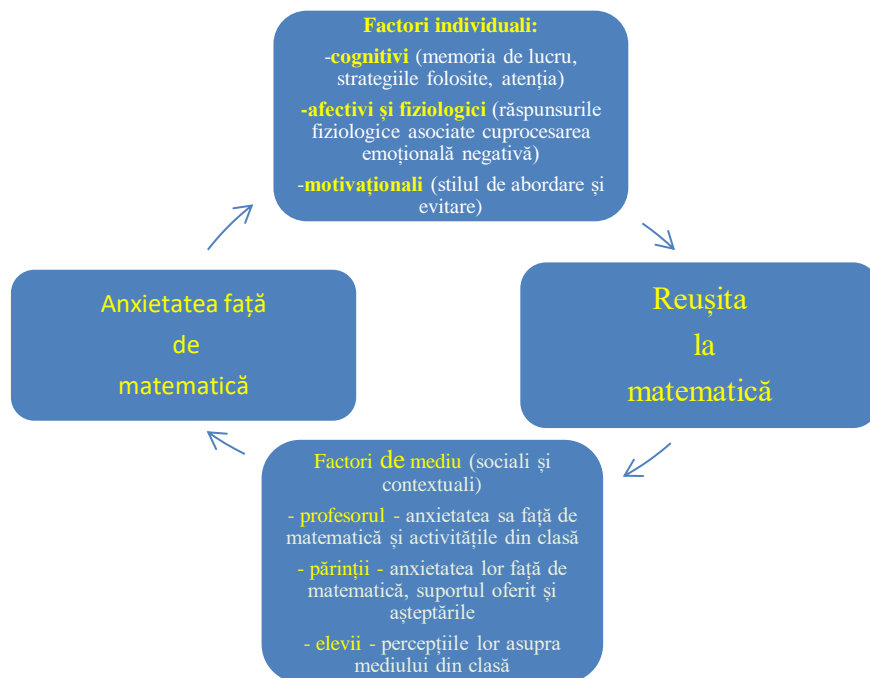 Factori individuali:
-cognitivi (memoria de lucru,
strategiile folosite, atenția)
-afectivi și fiziologici (răspunsurile
fiziologice asociate cuprocesarea
emoțională negativă)
-motivaționali (stilul de abordare și
evitare)
Anxietatea față
de
matematică
Reușita
la
matematică
Factori de mediu (sociali și
contextuali)
- profesorul - anxietatea sa față de
matematică și activitățile din clasă
- părinții - anxietatea lor față de
matematică, suportul oferit și
așteptările
- elevii - percepțiile lor asupra
mediului din clasă